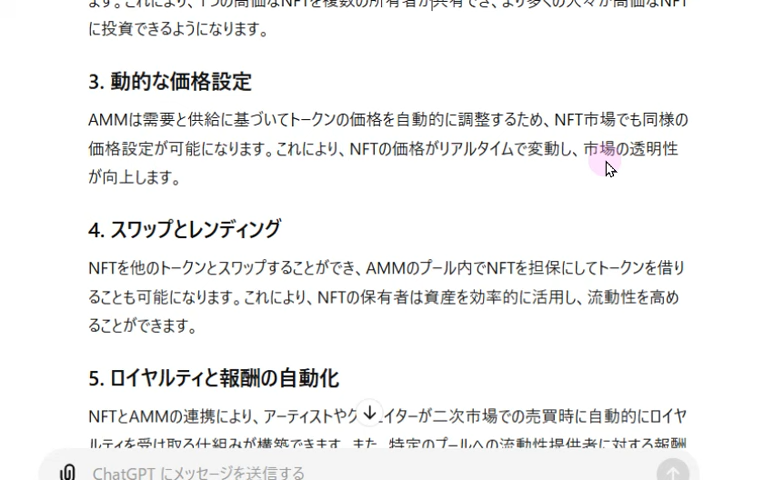 ます。これにより、1つの高価なNFTを複数の所有者が共有でき、より多くの人々が高価なNFT
に投資できるようになります。
3. 動的な価格設定
AMMは需要と供給に基づいてトークンの価格を自動的に調整するため、NFT市場でも同様の
価格設定が可能になります。これにより、NFTの価格がリアルタイムで変動し、市場の透明性
が向上します。
4. スワップとレンディング
NFTを他のトークンとスワップすることができ、AMMのプール内でNFTを担保にしてトークンを借り
ることも可能になります。これにより、NFTの保有者は資産を効率的に活用し、流動性を高め
ることができます。
5. ロイヤルティと報酬の自動化
NFTとAMMの連携により、アーティストやク イターが二次市場での売買時に自動的にロイヤ
ルティを受け取る仕組みが構築できます。また、特定のプールへの流動性提供者に対する報酬
ChatGPT にメッセージを送信する